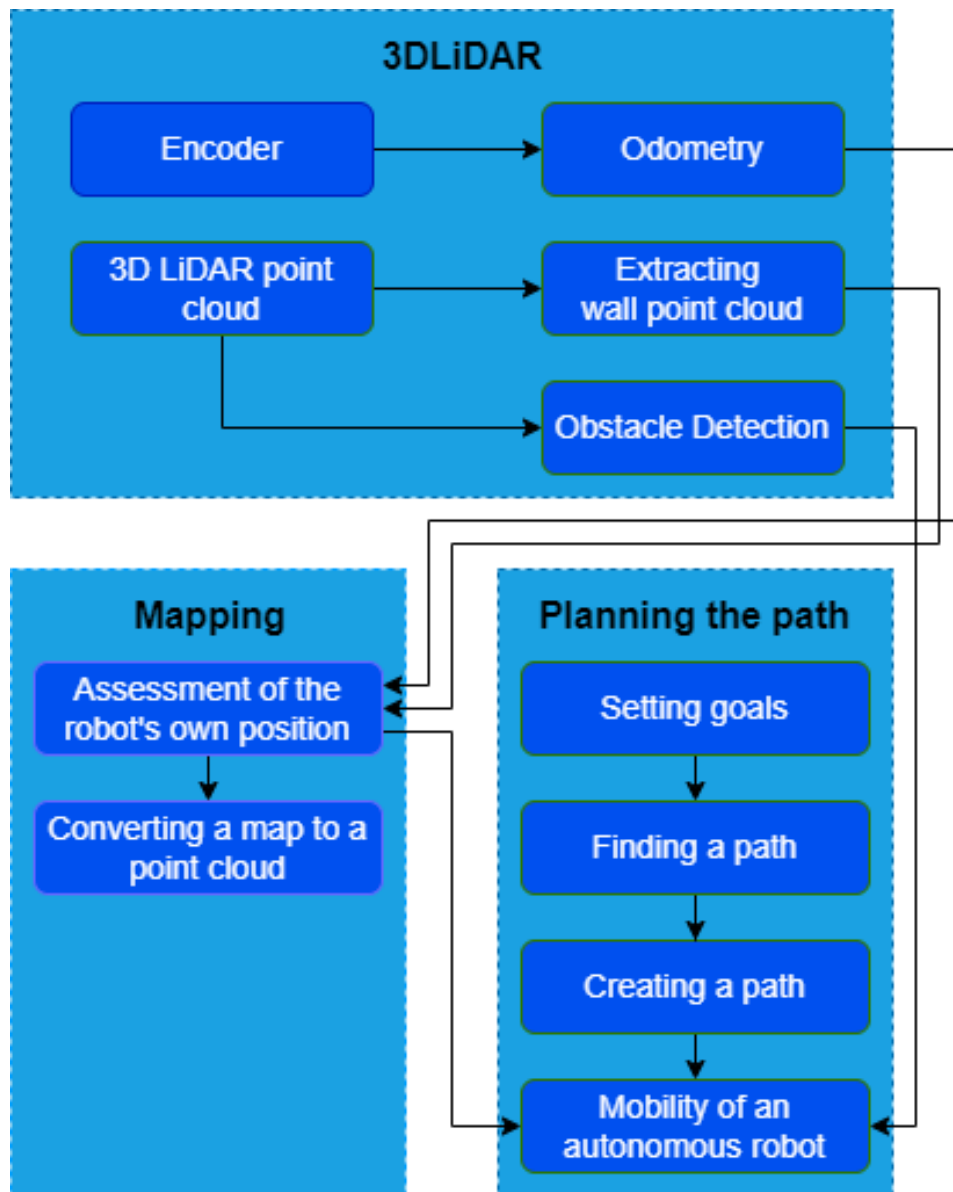 3DLiDAR
Encoder
Odometry
3D LiDAR point
cloud
Extracting
wall point cloud
Obstacle Detection
Mapping
Assessment of the
robot's own position
Converting a map to a
point cloud
Planning the path
Setting goals
Finding a path
Creating a path
Mobility of an
autonomous robot